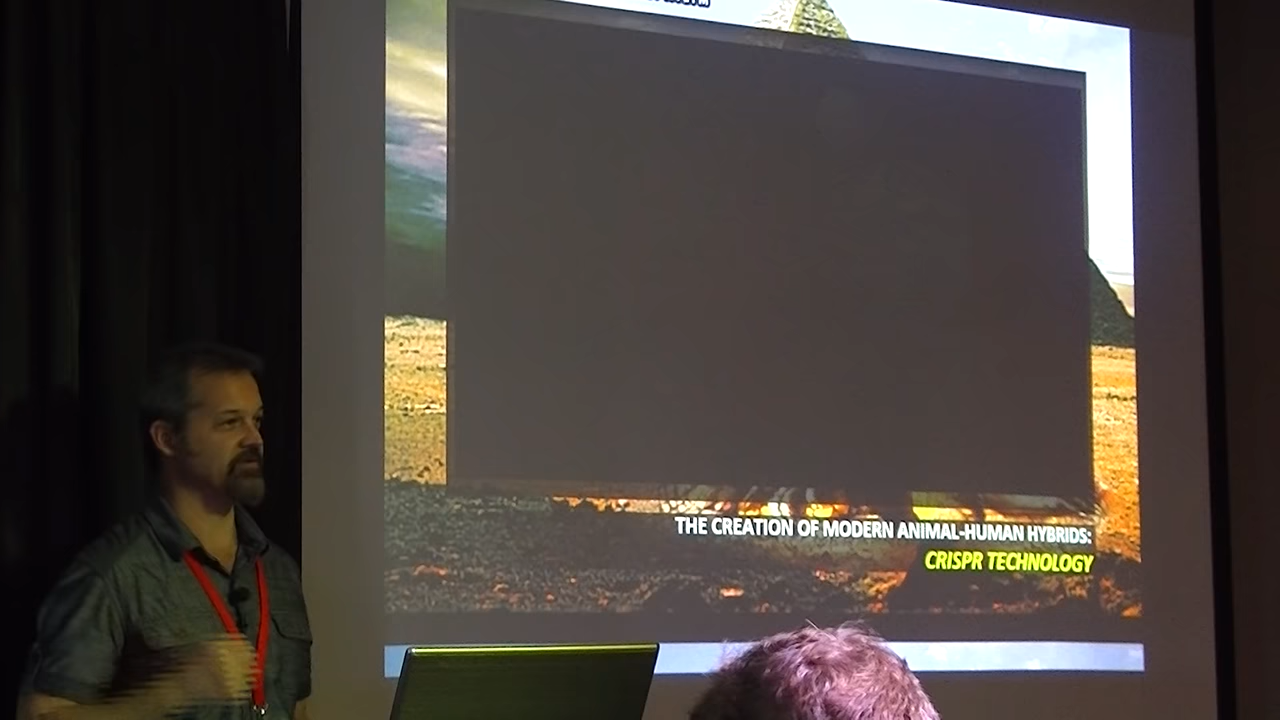 THE CREATION OF MODERN ANIMAL-HUMAN HYBRIDS:
CRISPR TECHNOLOGY